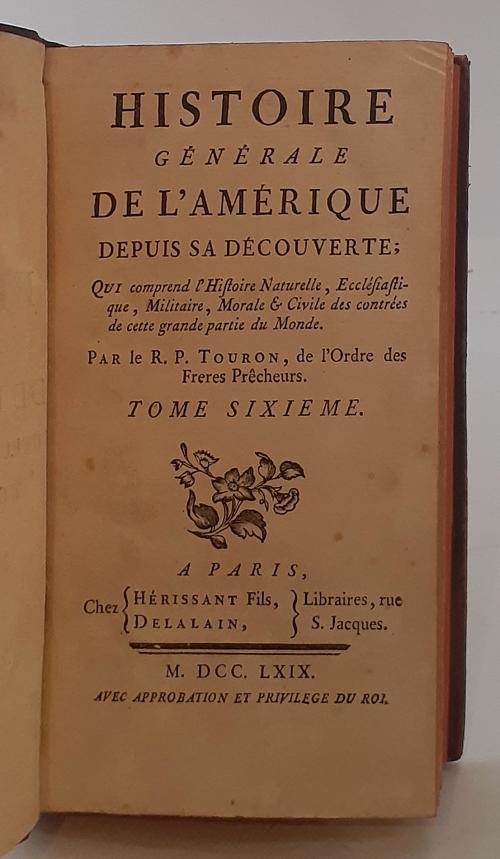 HISTOIRE
GÉNÉRALE
DE L'AMÉRIQUE
DEPUIS SA DÉCOUVERTE;
QUI comprend l'Hiſtoire Naturelle, Eccléſiaſti-
que, Militaire, Morale & Civile des contrées
de cette grande partie du Monde.
PAR le R. P. TOURON, de l'Ordre des
Freres Prêcheurs.
TOME SIXIEME.
A PARIS,
Chez { HÉRISSANT Fils, } Libraires, rue
DELALAIN, S. Jacques.
M. DCC. LXIX.
AVEC APPROBATION ET PRIVILEGE DU ROI.